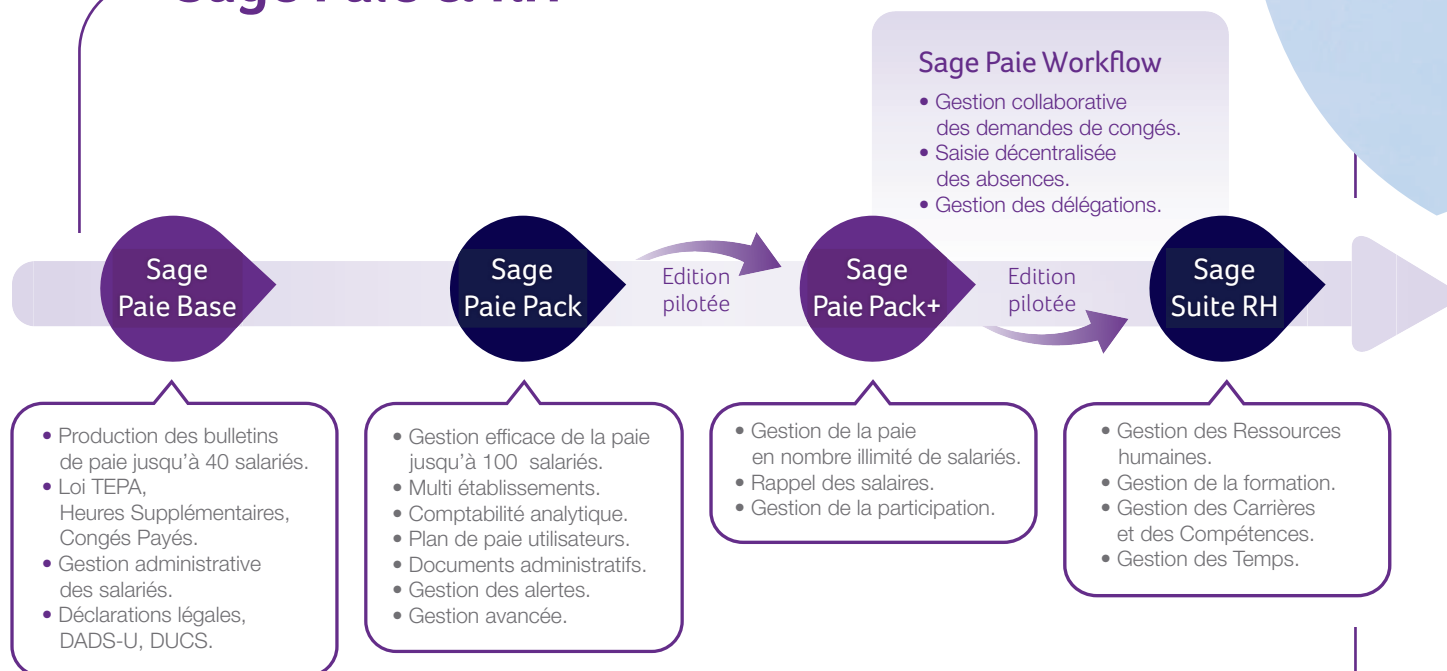 Sage Paie & RH
Sage Paie Workflow
• Gestion collaborative
des demandes de congés.
• Saisie décentralisée
des absences.
• Gestion des délégations.
Sage
Paie Base
Sage
Paie Pack
Edition
pilotée
Sage
Paie Pack+
Edition
pilotée
Sage
Suite RH
• Production des bulletins
de paie jusqu'à 40 salariés.
• Loi TEPA,
Heures Supplémentaires,
Congés Payés.
• Gestion administrative
des salariés.
• Déclarations légales,
DADS-U, DUCS.
• Gestion efficace de la paie
jusqu'à 100 salariés.
• Multi établissements.
• Comptabilité analytique.
• Plan de paie utilisateurs.
• Documents administratifs.
• Gestion des alertes.
• Gestion avancée.
• Gestion de la paie
en nombre illimité de salariés.
• Rappel des salaires.
• Gestion de la participation.
• Gestion des Ressources
humaines.
• Gestion de la formation.
• Gestion des Carrières
et des Compétences.
• Gestion des Temps.